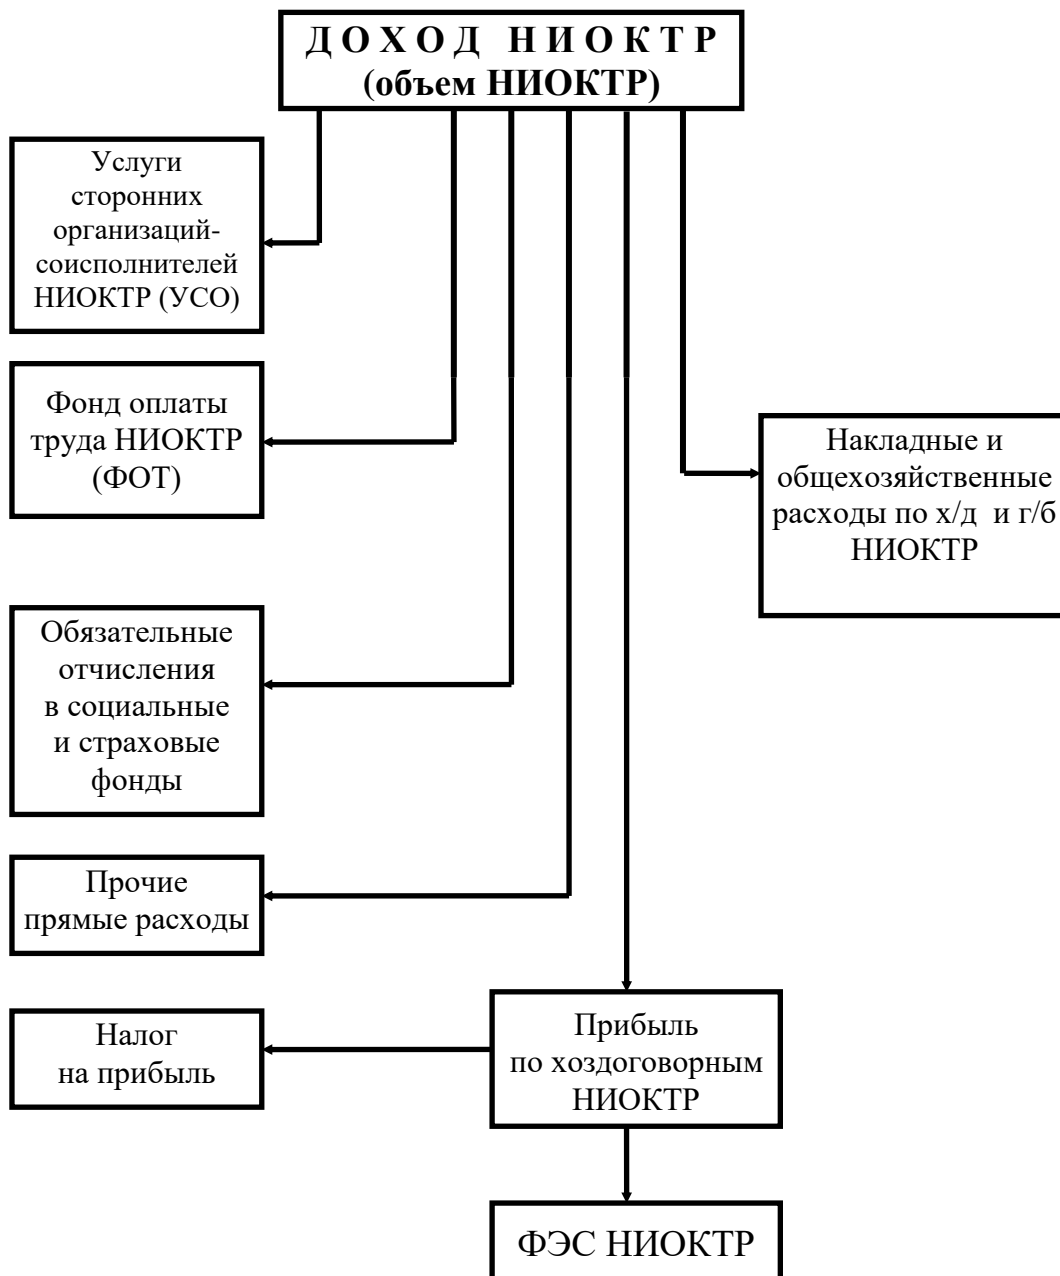 Д О Х О Д Н И О К Т Р
(объем НИОКТР)
Услуги
сторонних
организаций-
соисполнителей
НИОКТР (УСО)
Фонд оплаты
труда НИОКТР
(ФОТ)
Накладные и
общехозяйственные
расходы по х/д и г/б
НИОКТР
Обязательные
отчисления
в социальные
и страховые
фонды
Прочие
прямые расходы
Налог
на прибыль
Прибыль
по хоздоговорным
НИОКТР
ФЭС НИОКТР